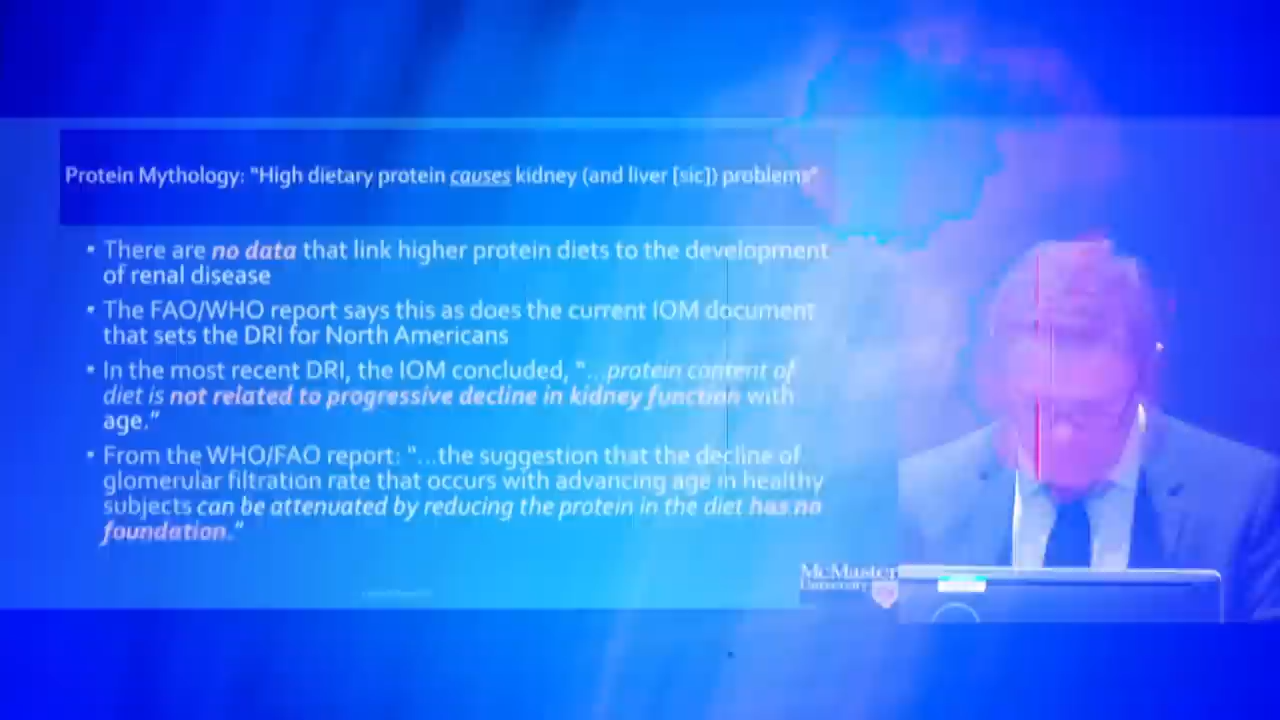 Protein Mythology: "High dietary protein causes kidney (and liver [sic]) problems"
• There are no data that link higher protein diets to the development
of renal disease
• The FAO/WHO report says this as does the current IOM document
that sets the DRI for North Americans
• In the most recent DRI, the IOM concluded, "...protein content of
diet is not related to progressive decline in kidney function with
age."
• From the WHO/FAO report: "...the suggestion that the decline of
glomerular filtration rate that occurs with advancing age in healthy
subjects can be attenuated by reducing the protein in the diet has no
foundation."
McMaster
University